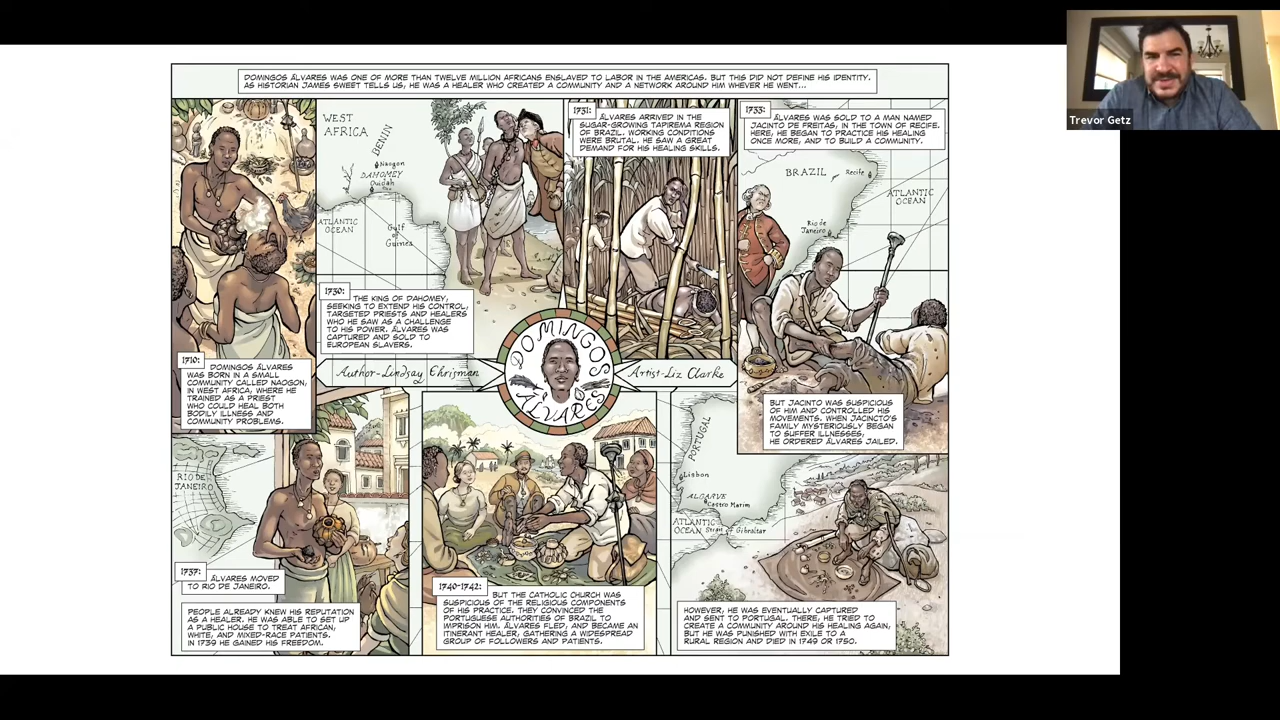 DOMINGOS ÁLVARES WAS ONE OF MORE THAN TWELVE MILLION AFRICANS ENSLAVED TO LABOR IN THE AMERICAS. BUT THIS DID NOT DEFINE HIS IDENTITY.
AS HISTORIAN JAMES SWEET TELLS US, HE WAS A HEALER WHO CREATED A COMMUNITY AND A NETWORK AROUND HIM WHEVER HE WENT...
Trevor Getz
1710:
DOMINGOS ÁLVARES
WAS BORN IN A SMALL
COMMUNITY CALLED NAOGON,
IN WEST AFRICA, WHERE HE
TRAINED AS A PRIEST
WHO COULD HEAL BOTH
BODILY ILLNESS AND
COMMUNITY PROBLEMS.
WEST
AFRICA
BENIN
Naogon
DAHOMEY
Ouidah
ATLANTIC
OCEAN
Gulf
of
Guinea
1730:
THE KING OF DAHOMEY,
SEEKING TO EXTEND HIS CONTROL,
TARGETED PRIESTS AND HEALERS
WHO HE SAW AS A CHALLENGE
TO HIS POWER. ÁLVARES WAS
CAPTURED AND SOLD TO
EUROPEAN SLAVERS.
1731:
ÁLVARES ARRIVED IN THE
SUGAR-GROWING TAPIREMA REGION
OF BRAZIL. WORKING CONDITIONS
WERE BRUTAL. HE SAW A GREAT
DEMAND FOR HIS HEALING SKILLS.
1733:
ÁLVARES WAS SOLD TO A MAN NAMED
JACINTO DE FREITAS, IN THE TOWN OF RECIFE.
HERE, HE BEGAN TO PRACTICE HIS HEALING
ONCE MORE, AND TO BUILD A COMMUNITY.
BRAZIL
Recife
ATLANTIC
OCEAN
Rio de
Janeiro
BUT JACINTO WAS SUSPICIOUS
OF HIM AND CONTROLLED HIS
MOVEMENTS. WHEN JACINCTO'S
FAMILY MYSTERIOUSLY BEGAN
TO SUFFER ILLNESSES,
HE ORDERED ÁLVARES JAILED.
Author-Lindsay Ehrisman
DOMINGOS
ÁLVARES
Artist-Liz Clarke
RIO DE
JANEIRO
1737:
ÁLVARES MOVED
TO RIO DE JANEIRO.
PEOPLE ALREADY KNEW HIS REPUTATION
AS A HEALER. HE WAS ABLE TO SET UP
A PUBLIC HOUSE TO TREAT AFRICAN,
WHITE, AND MIXED-RACE PATIENTS.
IN 1739 HE GAINED HIS FREEDOM.
1740-1742:
BUT THE CATHOLIC CHURCH WAS
SUSPICIOUS OF THE RELIGIOUS COMPONENTS
OF HIS PRACTICE. THEY CONVINCED THE
PORTUGUESE AUTHORITIES OF BRAZIL TO
IMPRISON HIM. ÁLVARES FLED, AND BECAME AN
ITINERANT HEALER, GATHERING A WIDESPREAD
GROUP OF FOLLOWERS AND PATIENTS.
PORTUGAL
Lisbon
ALGARVE
Castro Marim
ATLANTIC
OCEAN
Strait of Gibraltar
HOWEVER, HE WAS EVENTUALLY CAPTURED
AND SENT TO PORTUGAL. THERE, HE TRIED TO
CREATE A COMMUNITY AROUND HIS HEALING AGAIN,
BUT HE WAS PUNISHED WITH EXILE TO A
RURAL REGION AND DIED IN 1749 OR 1750.